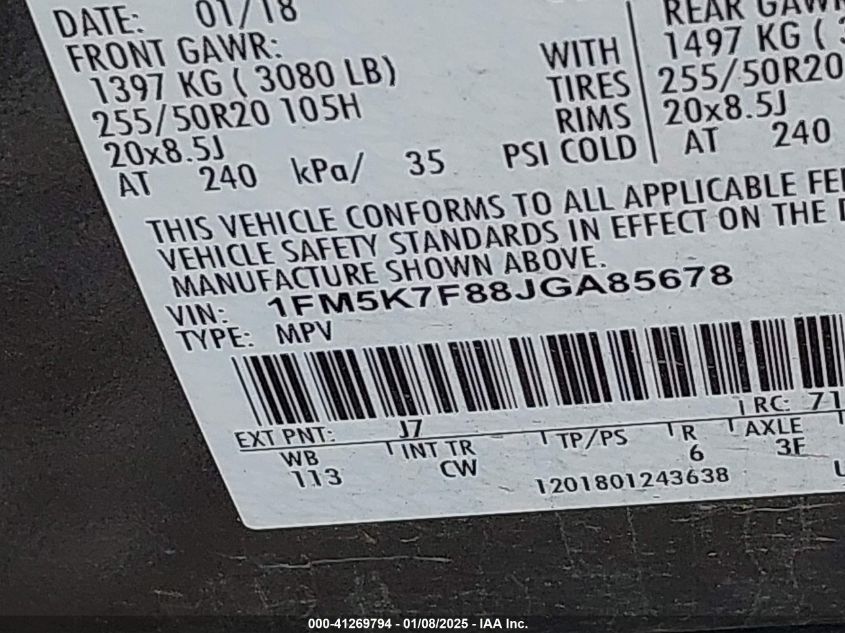 DATE: 01/18
FRONT GAWR:
1397 KG ( 3080 LB)
255/50R20 105H
20x8.5J
AT 240 kPa/ 35 PSI COLD
WITH
TIRES
RIMS
REAR GAWR
1497 KG (
255/50R20
20x8.5J
AT 240
THIS VEHICLE CONFORMS TO ALL APPLICABLE
VEHICLE SAFETY STANDARDS IN EFFECT ON THE
MANUFACTURE SHOWN ABOVE.
VIN: 1FM5K7F88JGA85678
TYPE: MPV
EXT PNT: J7 RC: 71
WB INT TR TP/PS R AXLE
113 CW 6 3F
1201801243638
000-41269794 - 01/08/2025 - IAA Inc.